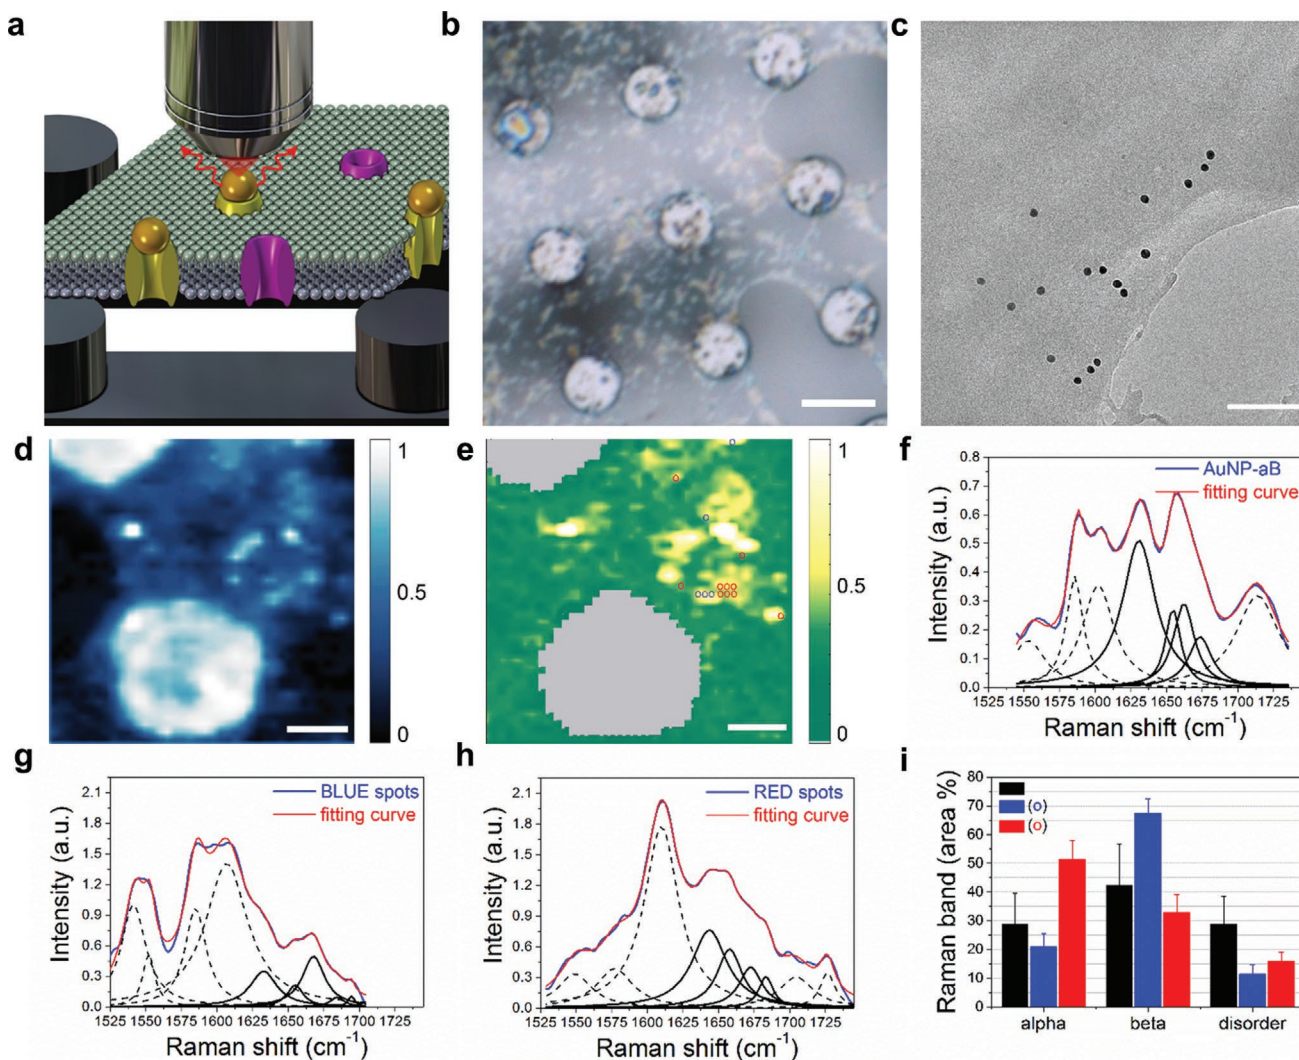 a
b
c
d
1
0.5
0
e
1
0.5
0
f
AuNP-aB
fitting curve
Intensity (a.u.)
0.8
0.7
0.6
0.5
0.4
0.3
0.2
0.1
0.0
1525 1550 1575 1600 1625 1650 1675 1700 1725
Raman shift (cm⁻¹)
g
BLUE spots
fitting curve
Intensity (a.u.)
2.1
1.8
1.5
1.2
0.9
0.6
0.3
0.0
1525 1550 1575 1600 1625 1650 1675 1700 1725
Raman shift (cm⁻¹)
h
RED spots
fitting curve
Intensity (a.u.)
2.1
1.8
1.5
1.2
0.9
0.6
0.3
0.0
1525 1550 1575 1600 1625 1650 1675 1700 1725
Raman shift (cm⁻¹)
i
(o)
(o)
Raman band (area %)
80
70
60
50
40
30
20
10
0
alpha beta disorder